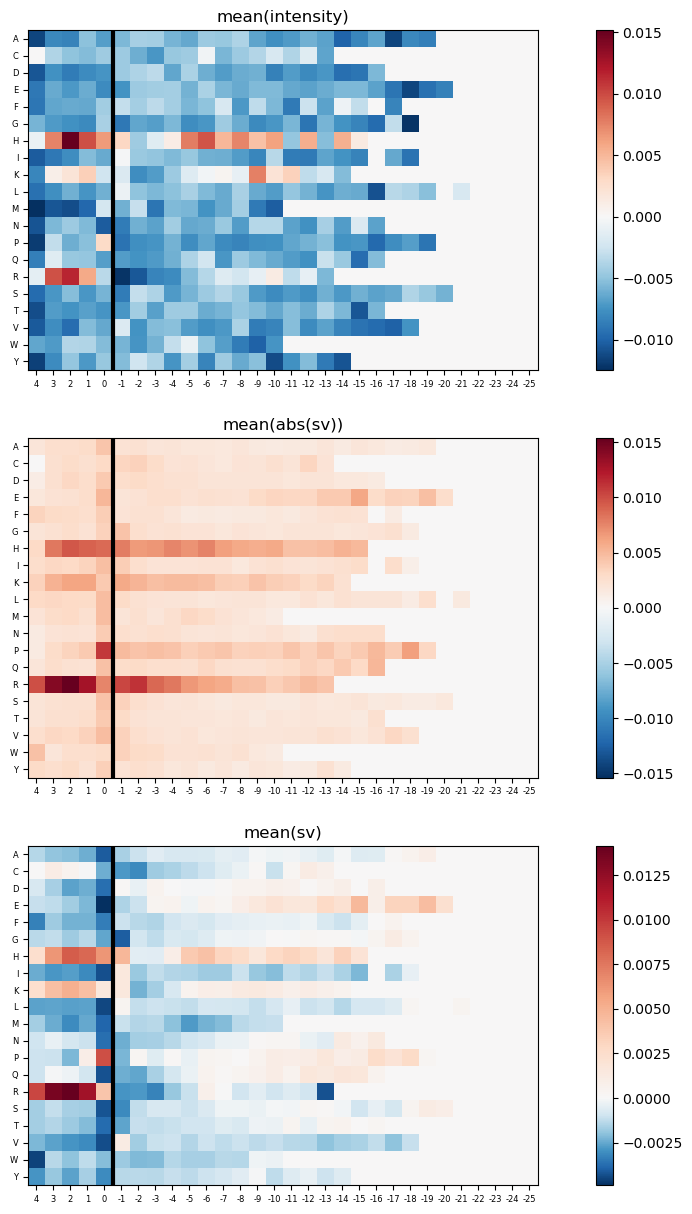 mean(intensity)
A
C
D
E
F
G
H
I
K
L
M
N
P
Q
R
S
T
V
W
Y
4 3 2 1 0 -1 -2 -3 -4 -5 -6 -7 -8 -9 -10 -11 -12 -13 -14 -15 -16 -17 -18 -19 -20 -21 -22 -23 -24 -25
0.015
0.010
0.005
0.000
−0.005
−0.010
mean(abs(sv))
A
C
D
E
F
G
H
I
K
L
M
N
P
Q
R
S
T
V
W
Y
4 3 2 1 0 -1 -2 -3 -4 -5 -6 -7 -8 -9 -10 -11 -12 -13 -14 -15 -16 -17 -18 -19 -20 -21 -22 -23 -24 -25
0.015
0.010
0.005
0.000
−0.005
−0.010
−0.015
mean(sv)
A
C
D
E
F
G
H
I
K
L
M
N
P
Q
R
S
T
V
W
Y
4 3 2 1 0 -1 -2 -3 -4 -5 -6 -7 -8 -9 -10 -11 -12 -13 -14 -15 -16 -17 -18 -19 -20 -21 -22 -23 -24 -25
0.0125
0.0100
0.0075
0.0050
0.0025
0.0000
−0.0025